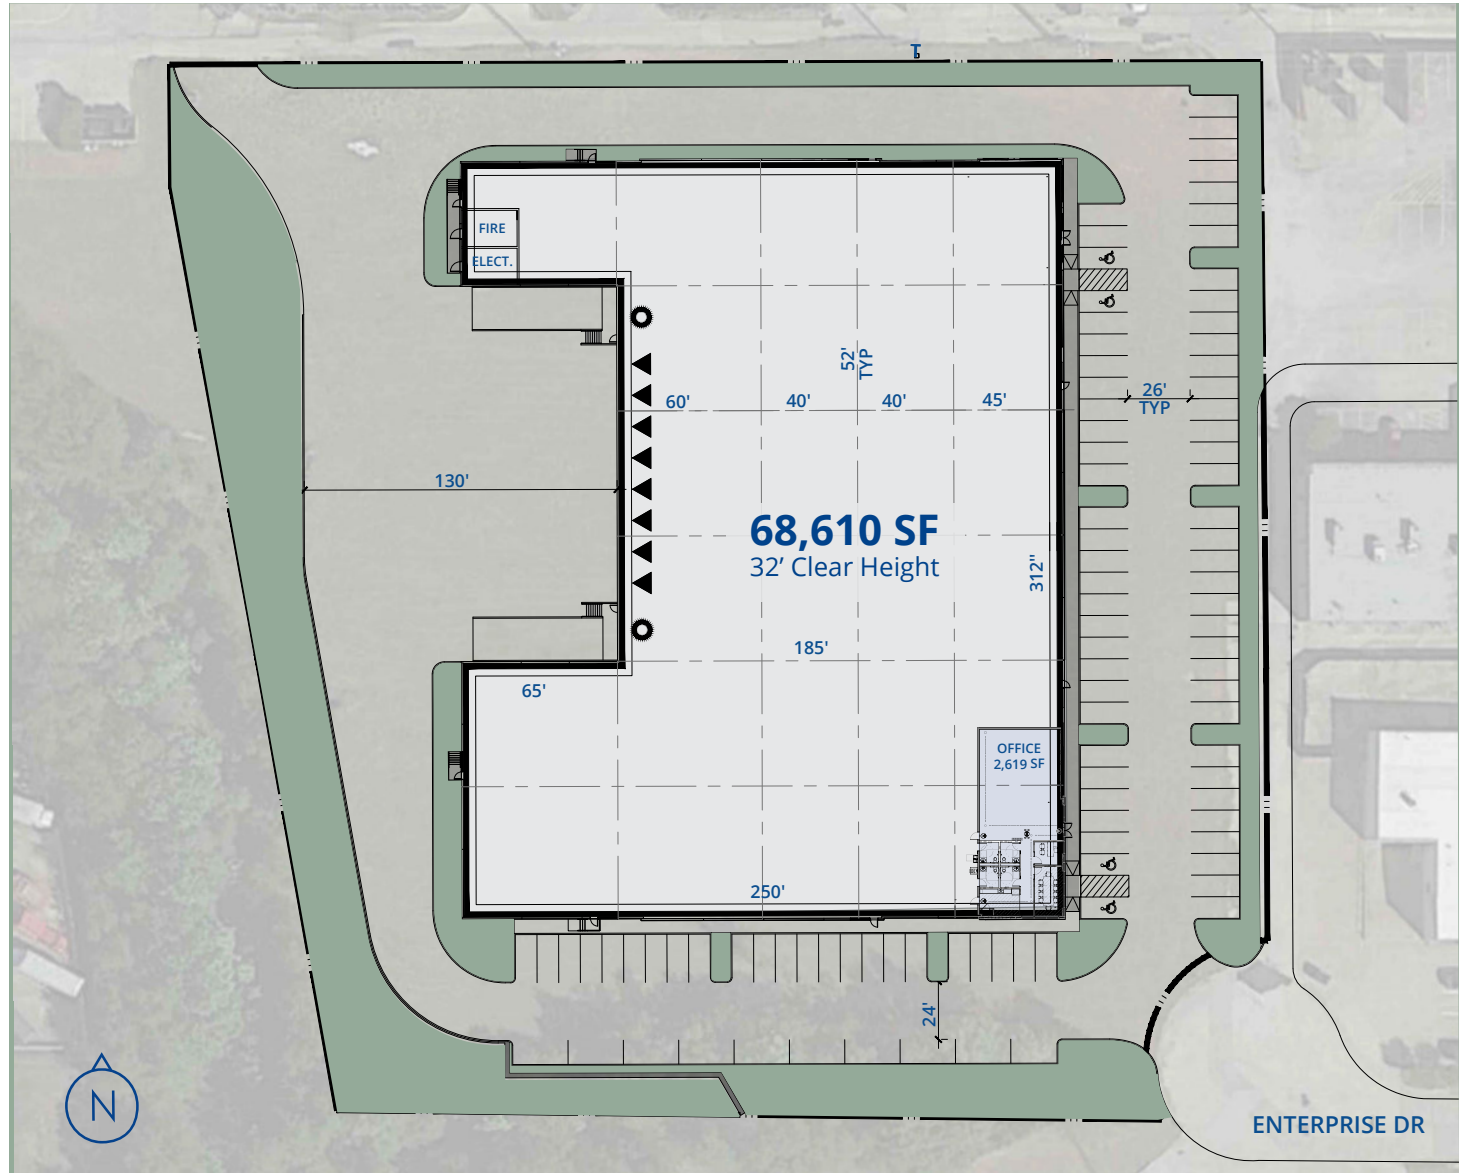 FIRE
ELECT.
52'
TYP
60'
40'
40'
45'
26'
TYP
130'
68,610 SF
32’ Clear Height
312"
185'
65'
OFFICE
2,619 SF
250'
24'
N
ENTERPRISE DR